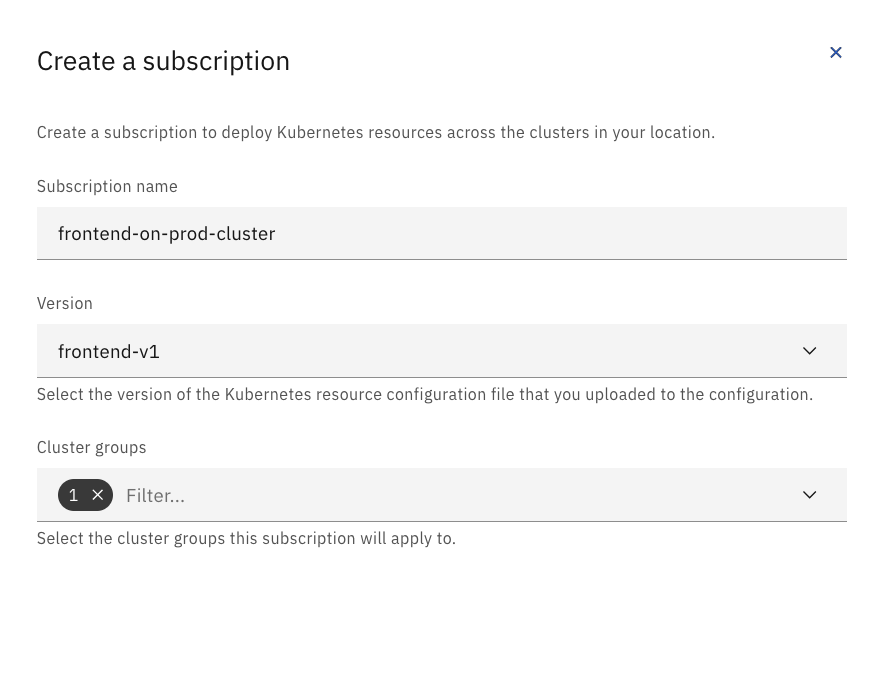 Create a subscription
Create a subscription to deploy Kubernetes resources across the clusters in your location.
Subscription name
frontend-on-prod-cluster
Version
frontend-v1
Select the version of the Kubernetes resource configuration file that you uploaded to the configuration.
Cluster groups
1 Filter...
Select the cluster groups this subscription will apply to.